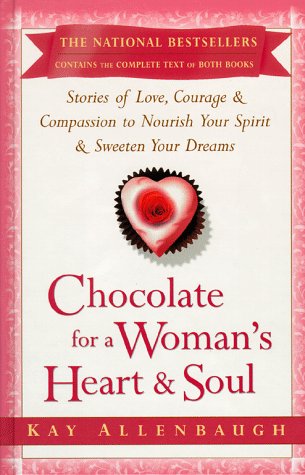 THE NATIONAL BESTSELLERS
CONTAINS THE COMPLETE TEXT OF BOTH BOOKS
Stories of Love, Courage &
Compassion to Nourish Your Spirit
& Sweeten Your Dreams
Chocolate
for a Woman's
Heart & Soul
KAY ALLENBAUGH